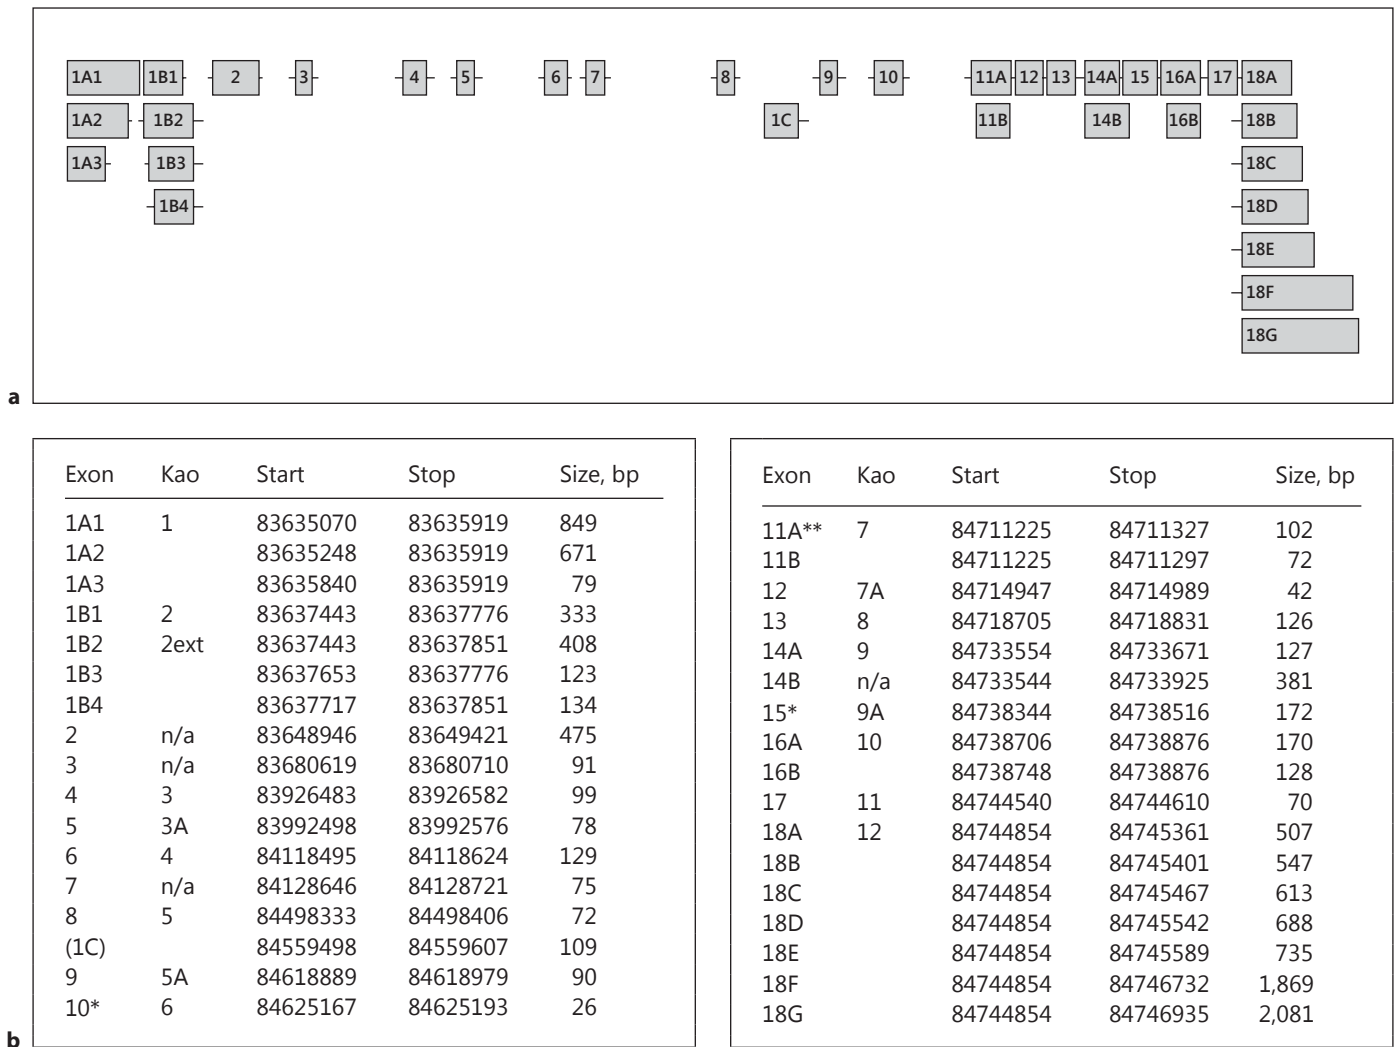 1A1 1B1 2 3 4 5 6 7 8 9 10 11A 12 13 14A 15 16A 17 18A
1A2 1B2 1C 11B 14B 16B 18B
1A3 1B3 18C
1B4 18D
18E
18F
18G
a
Exon Kao Start Stop Size, bp
1A1 1 83635070 83635919 849
1A2 83635248 83635919 671
1A3 83635840 83635919 79
1B1 2 83637443 83637776 333
1B2 2ext 83637443 83637851 408
1B3 83637653 83637776 123
1B4 83637717 83637851 134
2 n/a 83648946 83649421 475
3 n/a 83680619 83680710 91
4 3 83926483 83926582 99
5 3A 83992498 83992576 78
6 4 84118495 84118624 129
7 n/a 84128646 84128721 75
8 5 84498333 84498406 72
(1C) 84559498 84559607 109
9 5A 84618889 84618979 90
10* 6 84625167 84625193 26
Exon Kao Start Stop Size, bp
11A** 7 84711225 84711327 102
11B 84711225 84711297 72
12 7A 84714947 84714989 42
13 8 84718705 84718831 126
14A 9 84733554 84733671 127
14B n/a 84733544 84733925 381
15* 9A 84738344 84738516 172
16A 10 84738706 84738876 170
16B 84738748 84738876 128
17 11 84744540 84744610 70
18A 12 84744854 84745361 507
18B 84744854 84745401 547
18C 84744854 84745467 613
18D 84744854 84745542 688
18E 84744854 84745589 735
18F 84744854 84746732 1,869
18G 84744854 84746935 2,081
b